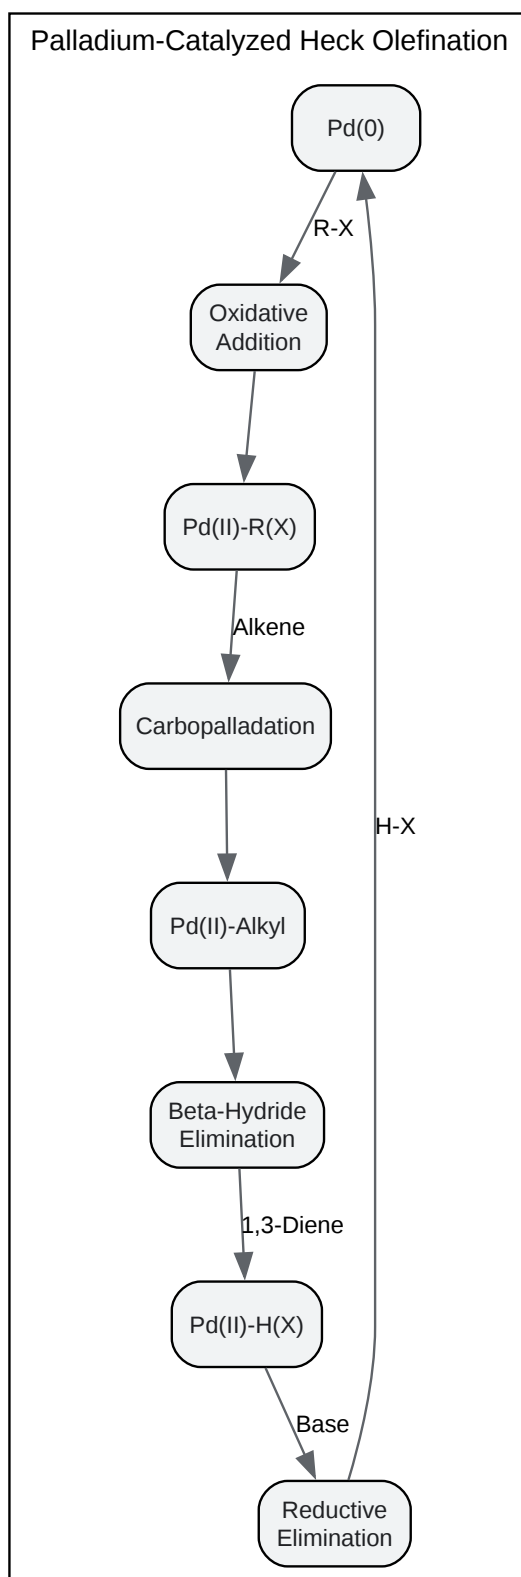 Palladium-Catalyzed Heck Olefination
Pd(0)
R-X
Oxidative
Addition
Pd(II)-R(X)
Alkene
Carbopalladation
H-X
Pd(II)-Alkyl
Beta-Hydride
Elimination
1,3-Diene
Pd(II)-H(X)
Base
Reductive
Elimination